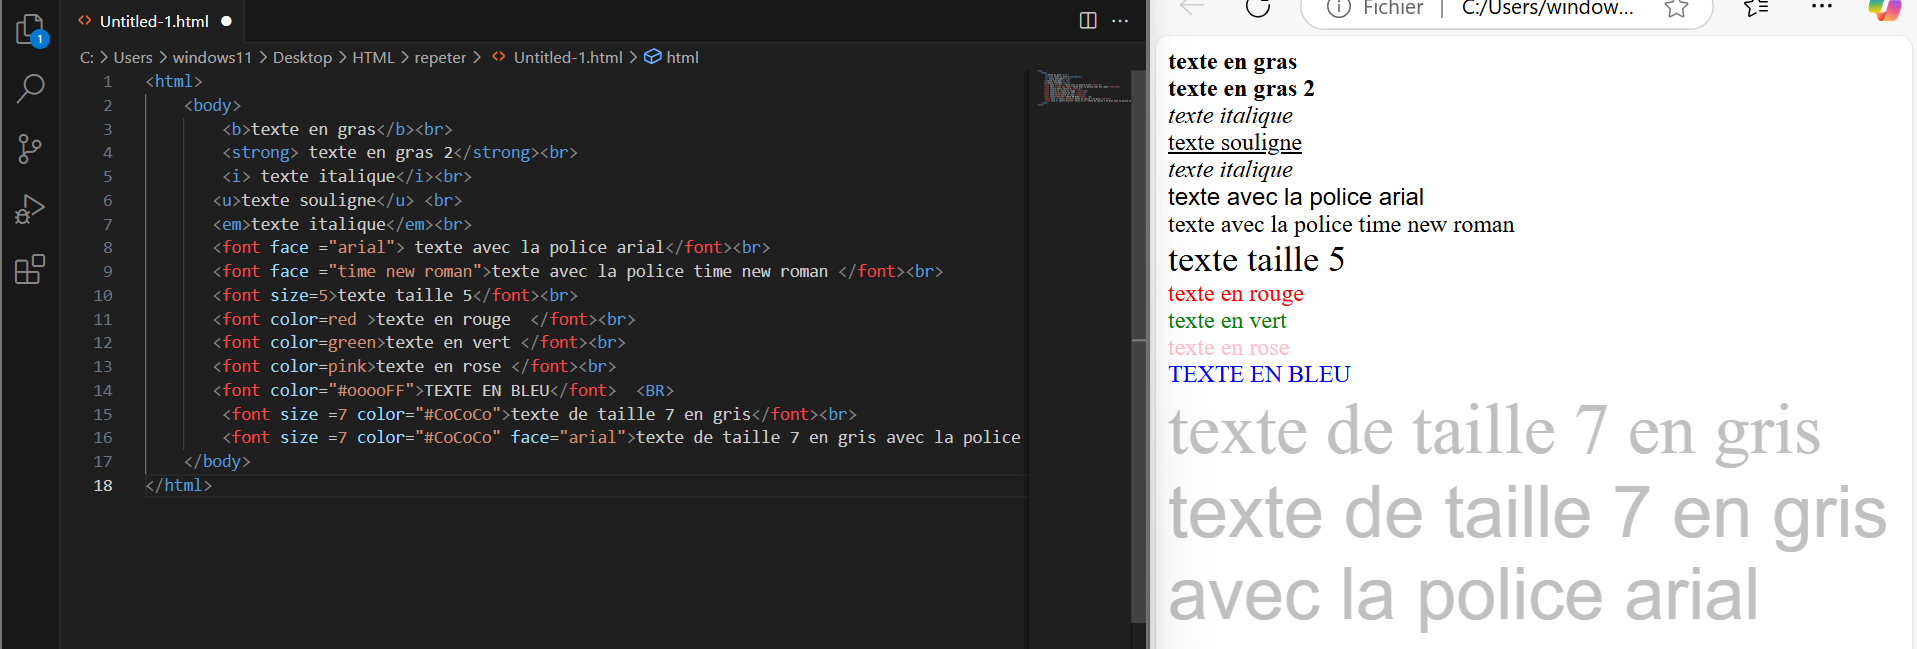 1
Untitled-1.html
C: > Users > windows11 > Desktop > HTML > repeter > Untitled-1.html > html
1 <html>
2 <body>
3 <b>texte en gras</b><br>
4 <strong> texte en gras 2</strong><br>
5 <i> texte italique</i><br>
6 <u>texte souligne</u> <br>
7 <em>texte italique</em><br>
8 <font face ="arial"> texte avec la police arial</font><br>
9 <font face ="time new roman">texte avec la police time new roman </font><br>
10 <font size=5>texte taille 5</font><br>
11 <font color=red >texte en rouge  </font><br>
12 <font color=green>texte en vert </font><br>
13 <font color=pink>texte en rose </font><br>
14 <font color="#ooooFF">TEXTE EN BLEU</font>  <BR>
15 <font size =7 color="#CoCoCo">texte de taille 7 en gris</font><br>
16 <font size =7 color="#CoCoCo" face="arial">texte de taille 7 en gris avec la police
17 </body>
18 </html>
Fichier | C:/Users/window...
texte en gras
texte en gras 2
texte italique
texte souligne
texte italique
texte avec la police arial
texte avec la police time new roman
texte taille 5
texte en rouge
texte en vert
texte en rose
TEXTE EN BLEU
texte de taille 7 en gris
texte de taille 7 en gris
avec la police arial